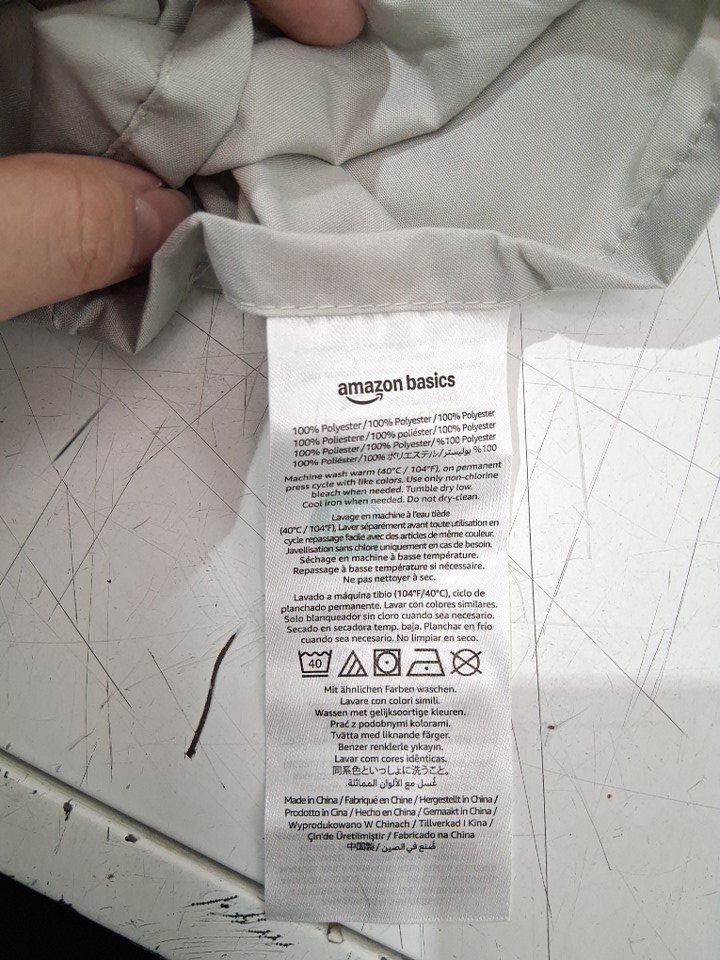 amazon basics
100% Polyester/100% Polyester/100% Polyester
100% Poliestere/100% poliéster/100% Polyester
100% Poliester/100% Polyester/%100 Polyester
100% Poliéster/100% ポリエステル/بوليستر %100
Machine wash warm (40°C / 104°F), on permanent
press cycle with like colors. Use only non-chlorine
bleach when needed. Tumble dry low.
Cool iron when needed. Do not dry-clean.
Lavage en machine à l'eau tiède
(40°C / 104°F), Laver séparément avant toute utilisation en
cycle repassage facile avec des articles de même couleur.
Javellisation sans chlore uniquement en cas de besoin.
Séchage en machine à basse température.
Repassage à basse température si nécessaire.
Ne pas nettoyer à sec.
Lavado a máquina tibio (104°F/40°C), ciclo de
planchado permanente. Lavar con colores similares.
Solo blanqueador sin cloro cuando sea necesario.
Secado en secadora temp. baja. Planchar en frío
cuando sea necesario. No limpiar en seco.
40
Mit ähnlichen Farben waschen.
Lavare con colori simili.
Wassen met gelijksoortige kleuren.
Prać z podobnymi kolorami.
Tvätta med liknande färger.
Benzer renklerle yıkayın.
Lavar com cores idênticas.
同系色といっしょに洗うこと。
غسل مع الألوان المماثلة.
Made in China / Fabriqué en Chine / Hergestellt in China /
Prodotto in Cina / Hecho en China / Gemaakt in China /
Wyprodukowano W Chinach / Tillverkad I Kina /
Çin'de Üretilmiştir / Fabricado na China
中国製 / صُنع في الصين